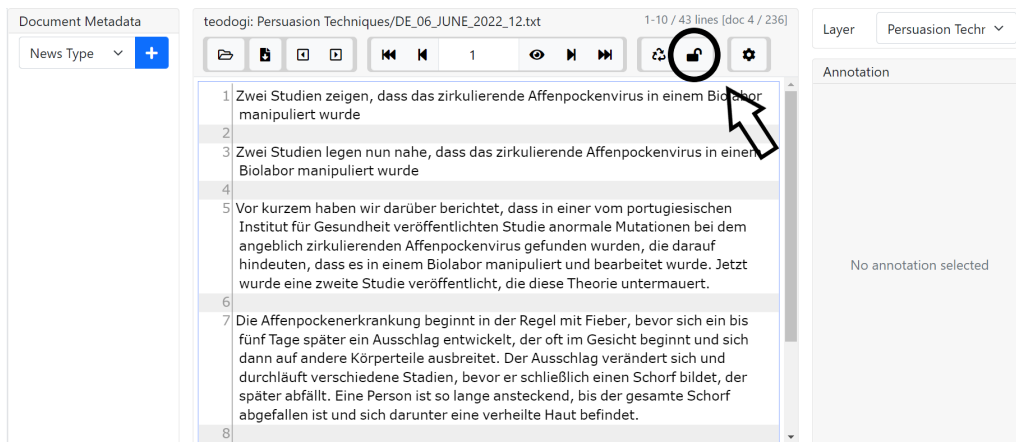 Document Metadata
News Type
+
teodogi: Persuasion Techniques/DE_06_JUNE_2022_12.txt
1-10 / 43 lines [doc 4 / 236]
1
Layer
Persuasion Techr
Annotation
No annotation selected
1 Zwei Studien zeigen, dass das zirkulierende Affenpockenvirus in einem Biolabor
manipuliert wurde
2
3 Zwei Studien legen nun nahe, dass das zirkulierende Affenpockenvirus in einem
Biolabor manipuliert wurde
4
5 Vor kurzem haben wir darüber berichtet, dass in einer vom portugiesischen
Institut für Gesundheit veröffentlichten Studie anormale Mutationen bei dem
angeblich zirkulierenden Affenpockenvirus gefunden wurden, die darauf
hindeuten, dass es in einem Biolabor manipuliert und bearbeitet wurde. Jetzt
wurde eine zweite Studie veröffentlicht, die diese Theorie untermauert.
6
7 Die Affenpockenerkrankung beginnt in der Regel mit Fieber, bevor sich ein bis
fünf Tage später ein Ausschlag entwickelt, der oft im Gesicht beginnt und sich
dann auf andere Körperteile ausbreitet. Der Ausschlag verändert sich und
durchläuft verschiedene Stadien, bevor er schließlich einen Schorf bildet, der
später abfällt. Eine Person ist so lange ansteckend, bis der gesamte Schorf
abgefallen ist und sich darunter eine verheilte Haut befindet.
8